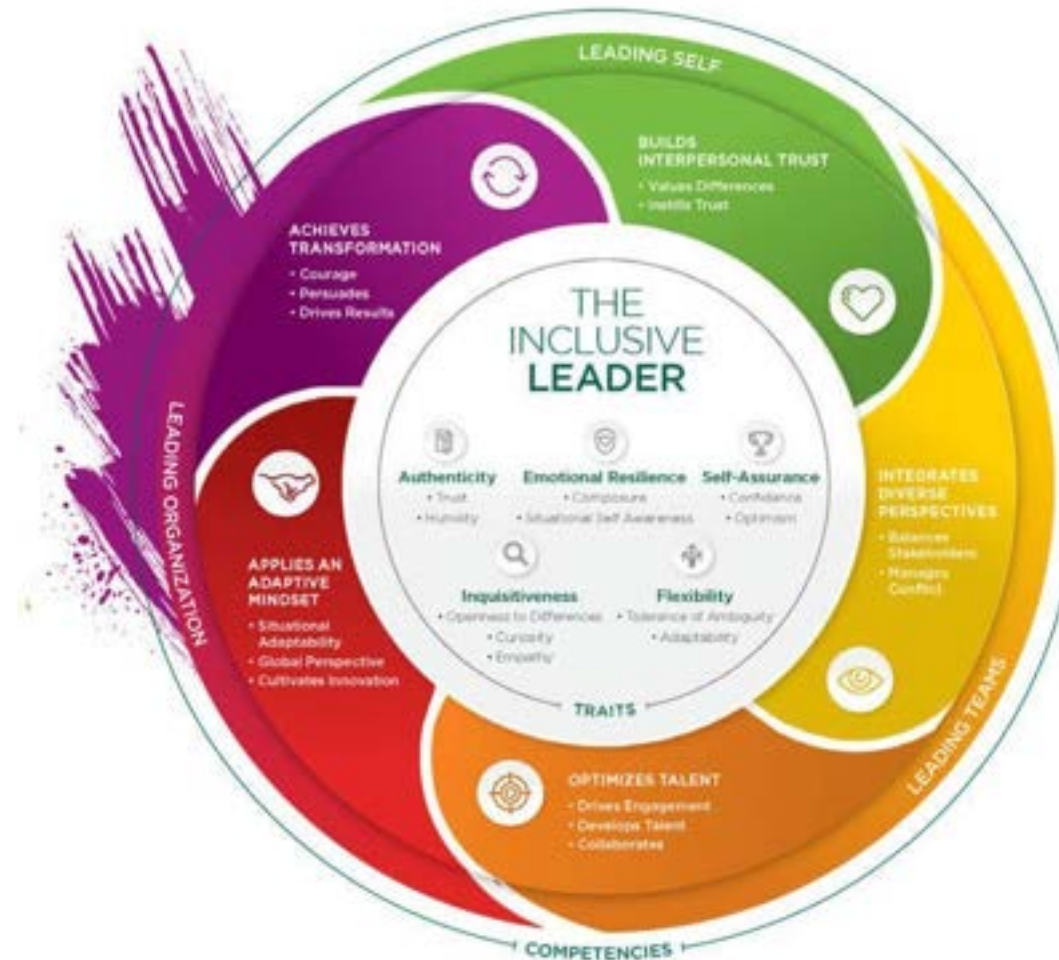 LEADING SELF
BUILDS
INTERPERSONAL TRUST
• Values Differences
• Instills Trust
ACHIEVES
TRANSFORMATION
• Courage
• Persuades
• Drives Results
THE
INCLUSIVE
LEADER
Authenticity
• Trust
• Humility
Emotional Resilience
• Composure
• Situational Self Awareness
Self-Assurance
• Confidence
• Optimism
Inquisitiveness
• Openness to Differences
• Curiosity
• Empathy
Flexibility
• Tolerance of Ambiguity
• Adaptability
TRAITS
INTEGRATES
DIVERSE
PERSPECTIVES
• Balances
Stakeholders
• Manages
Conflict
LEADING ORGANIZATION
APPLIES AN
ADAPTIVE
MINDSET
• Situational
Adaptability
• Global Perspective
• Cultivates Innovation
LEADING TEAMS
OPTIMIZES TALENT
• Drives Engagement
• Develops Talent
• Collaborates
COMPETENCIES